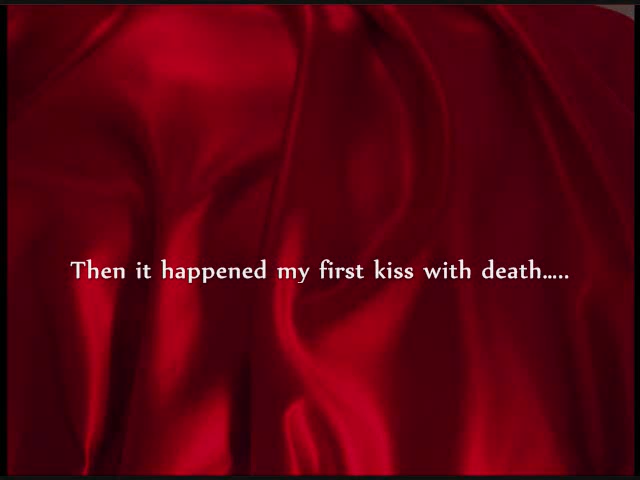 Then it happened my first kiss with death.....